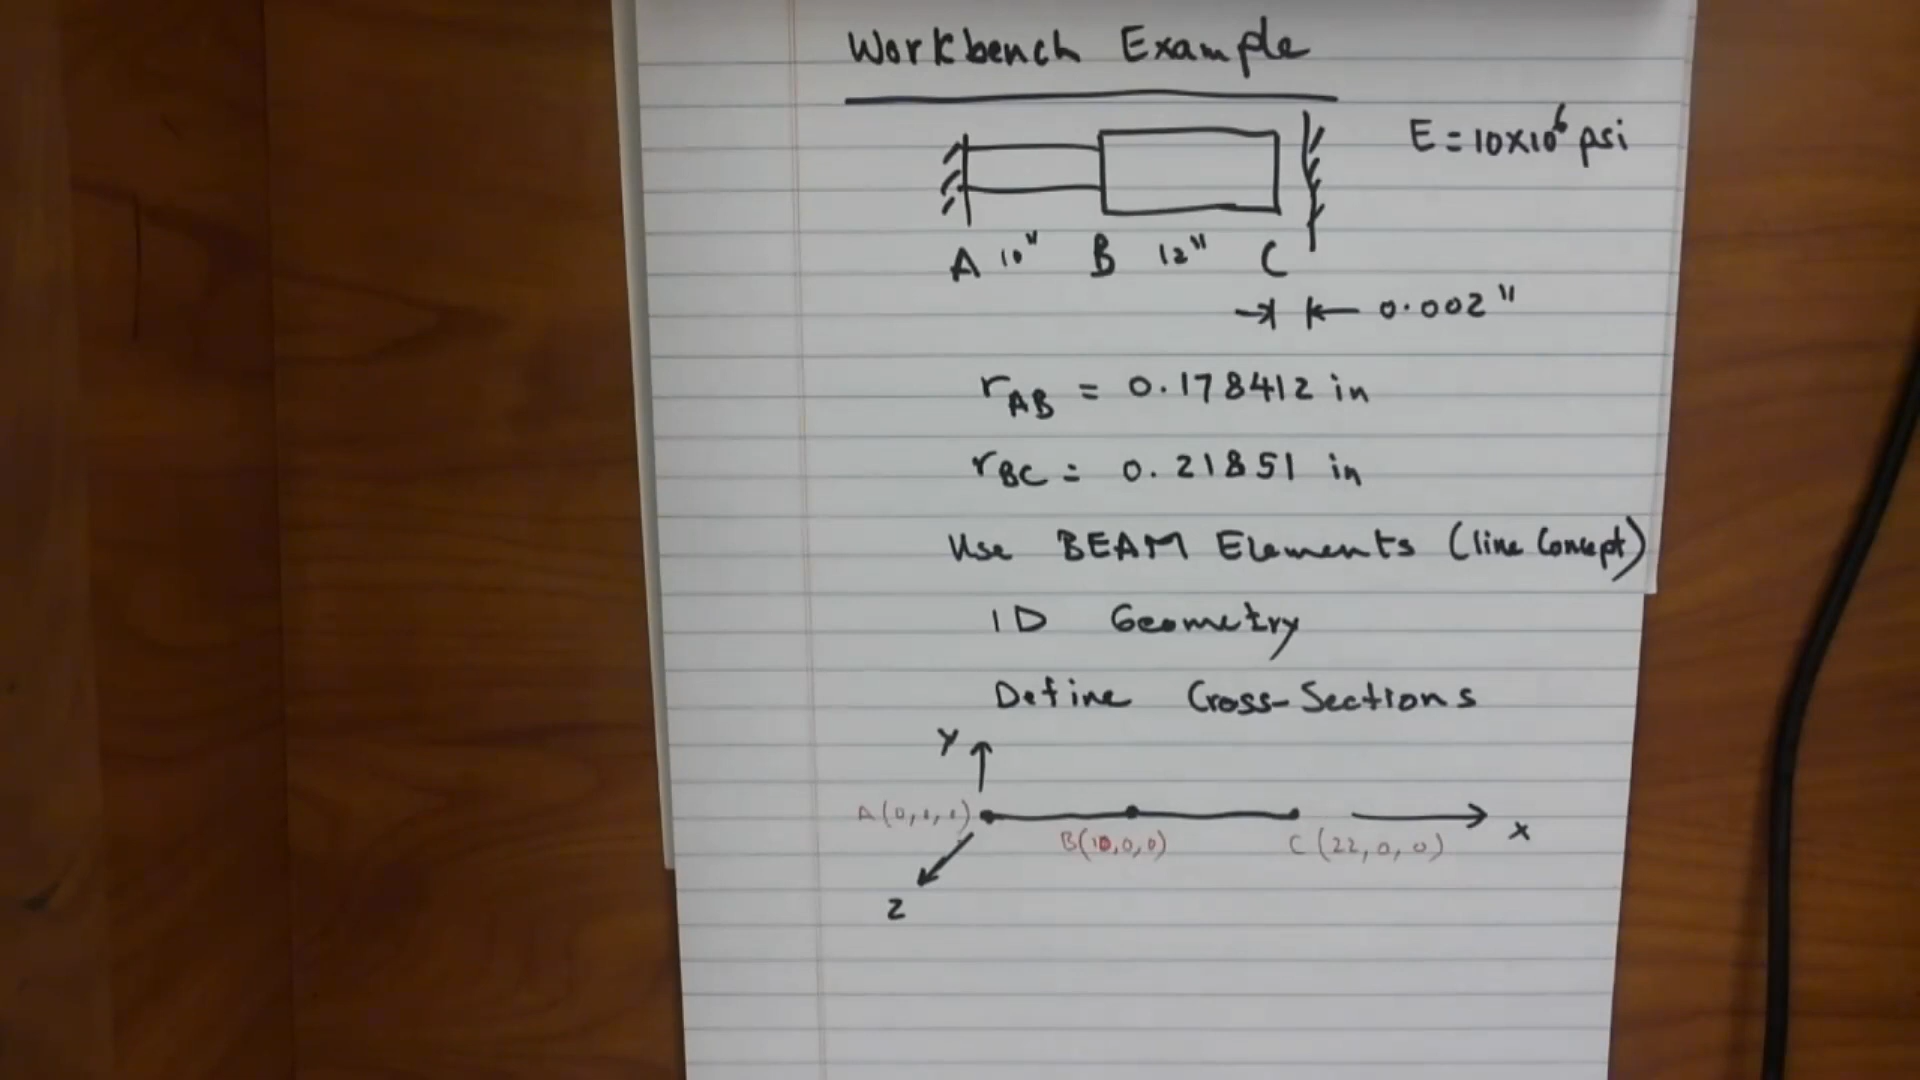 Workbench Example
E = 10x10⁶ psi
A 10" B 12" C
0.002"
rAB = 0.178412 in
rBC = 0.21851 in
Use BEAM Elements (line Concept)
1D Geometry
Define Cross-Sections
Y
A(0,0,0)
B(10,0,0) C(22,0,0) X
Z